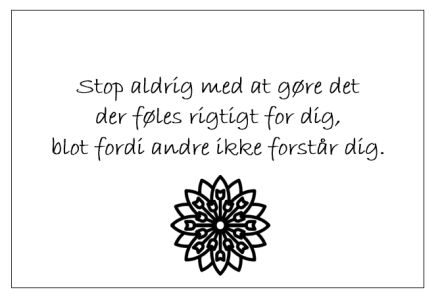 Stop aldrig med at gøre det
der føles rigtigt for dig,
blot fordi andre ikke forstår dig.